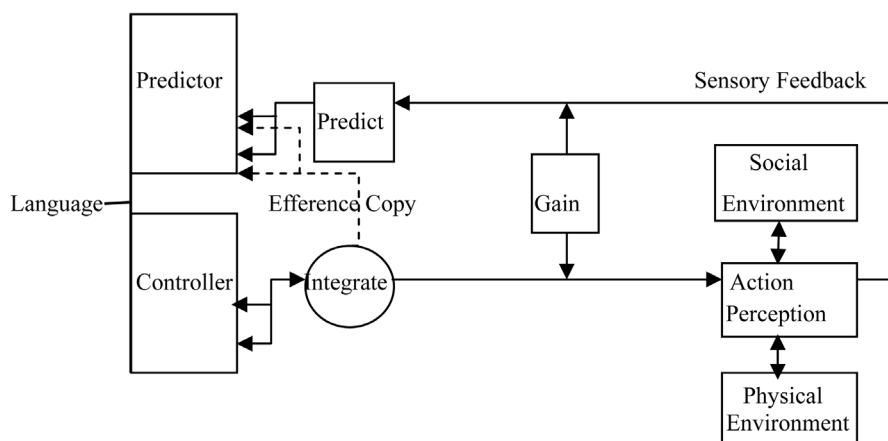 Predictor
Sensory Feedback
Predict
Social
Environment
Language
Efference Copy
Gain
Controller
Integrate
Action
Perception
Physical
Environment